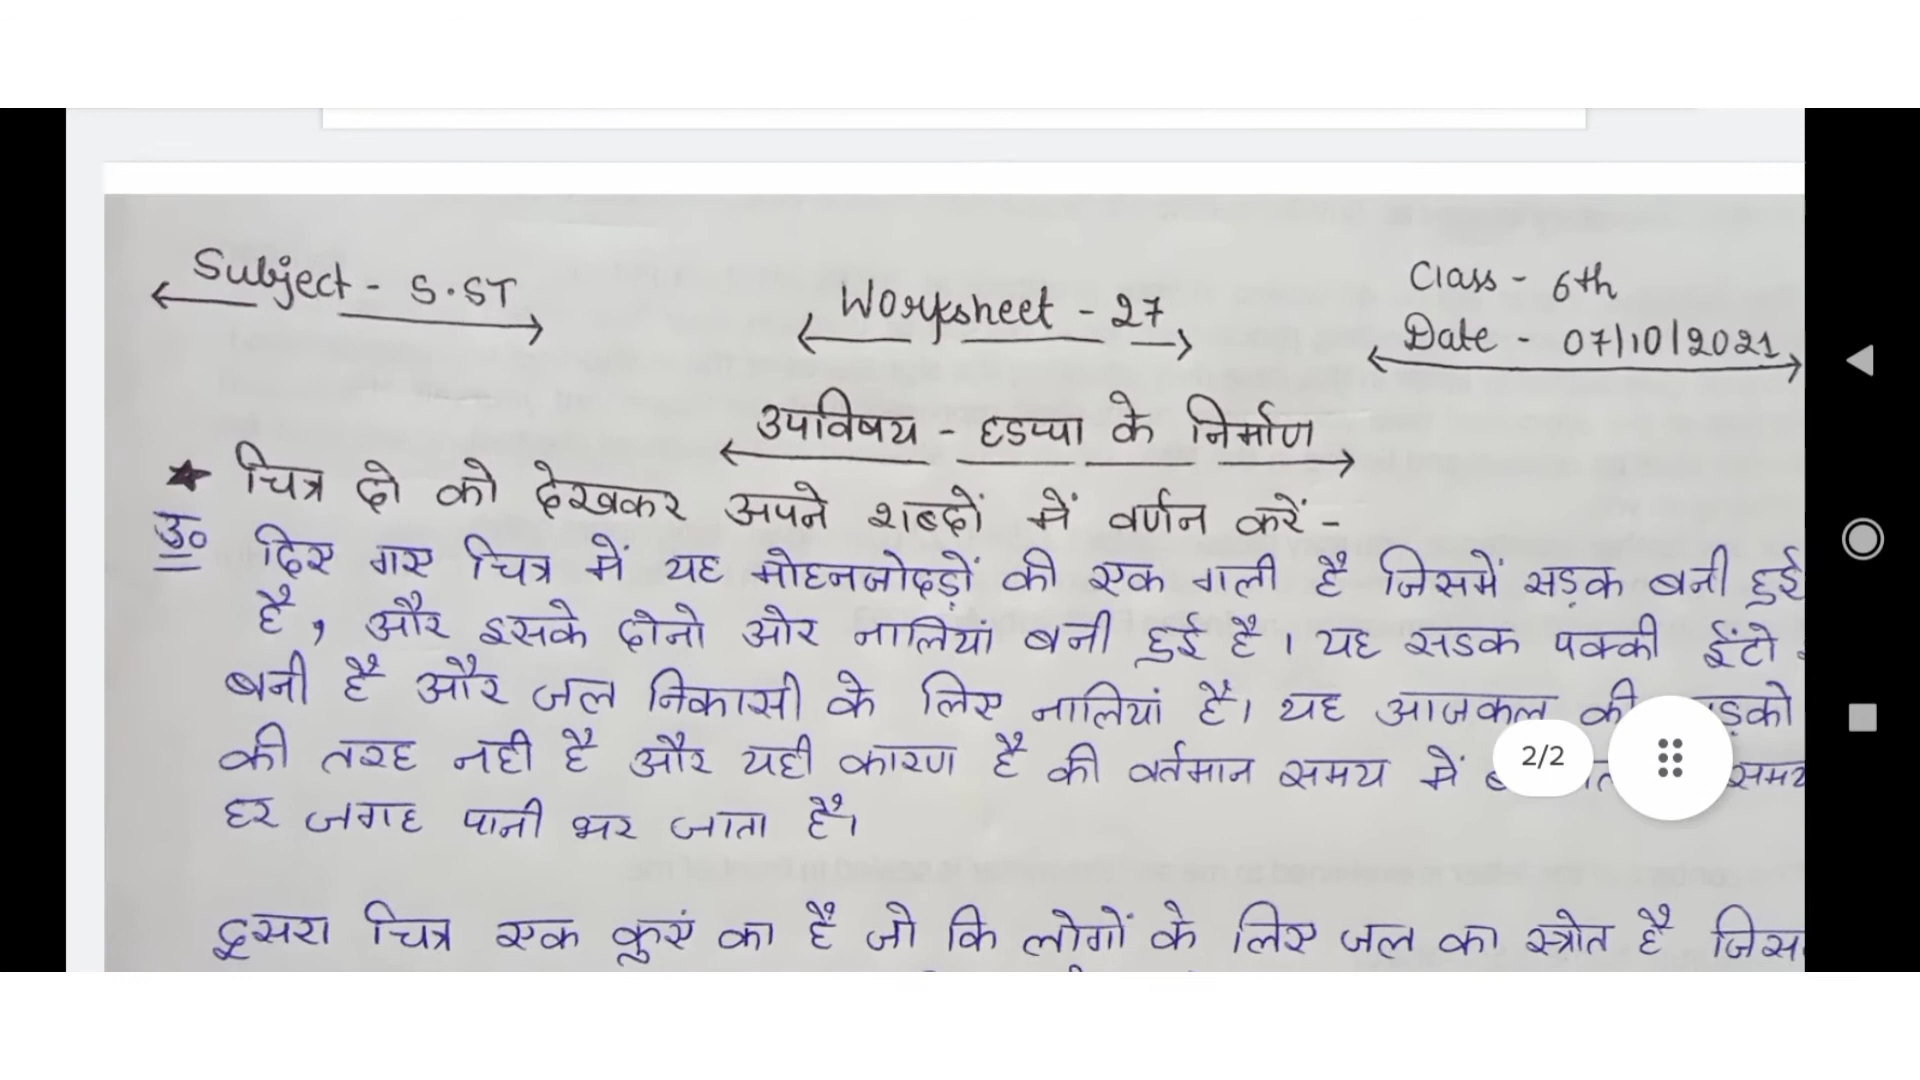 Subject - S.ST
Worksheet - 27
Class - 6th
Date - 07/10/2021
उपविषय - हडप्पा के निर्माण
★ चित्र दो को देखकर अपने शब्दों में वर्णन करें -
उ० दिए गए चित्र में यह मोहनजोदड़ों की एक गली है जिसमें सड़क बनी हुई
है, और इसके दोनो ओर नालियां बनी हुई है। यह सडक पक्की ईंटो
बनी है और जल निकासी के लिए नालियां है। यह आजकल की
की तरह नही है और यही कारण है की वर्तमान समय में समय
हर जगह पानी भर जाता है।
दुसरा चित्र एक कुएं का है जो कि लोगों के लिए जल का स्त्रोत है
2/2